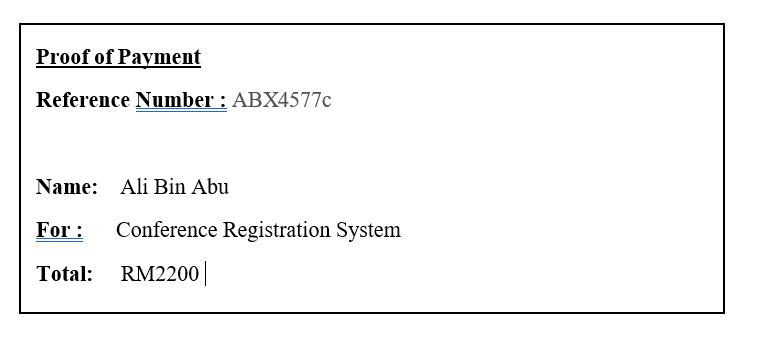 Proof of Payment
Reference Number : ABX4577c
Name: Ali Bin Abu
For : Conference Registration System
Total: RM2200